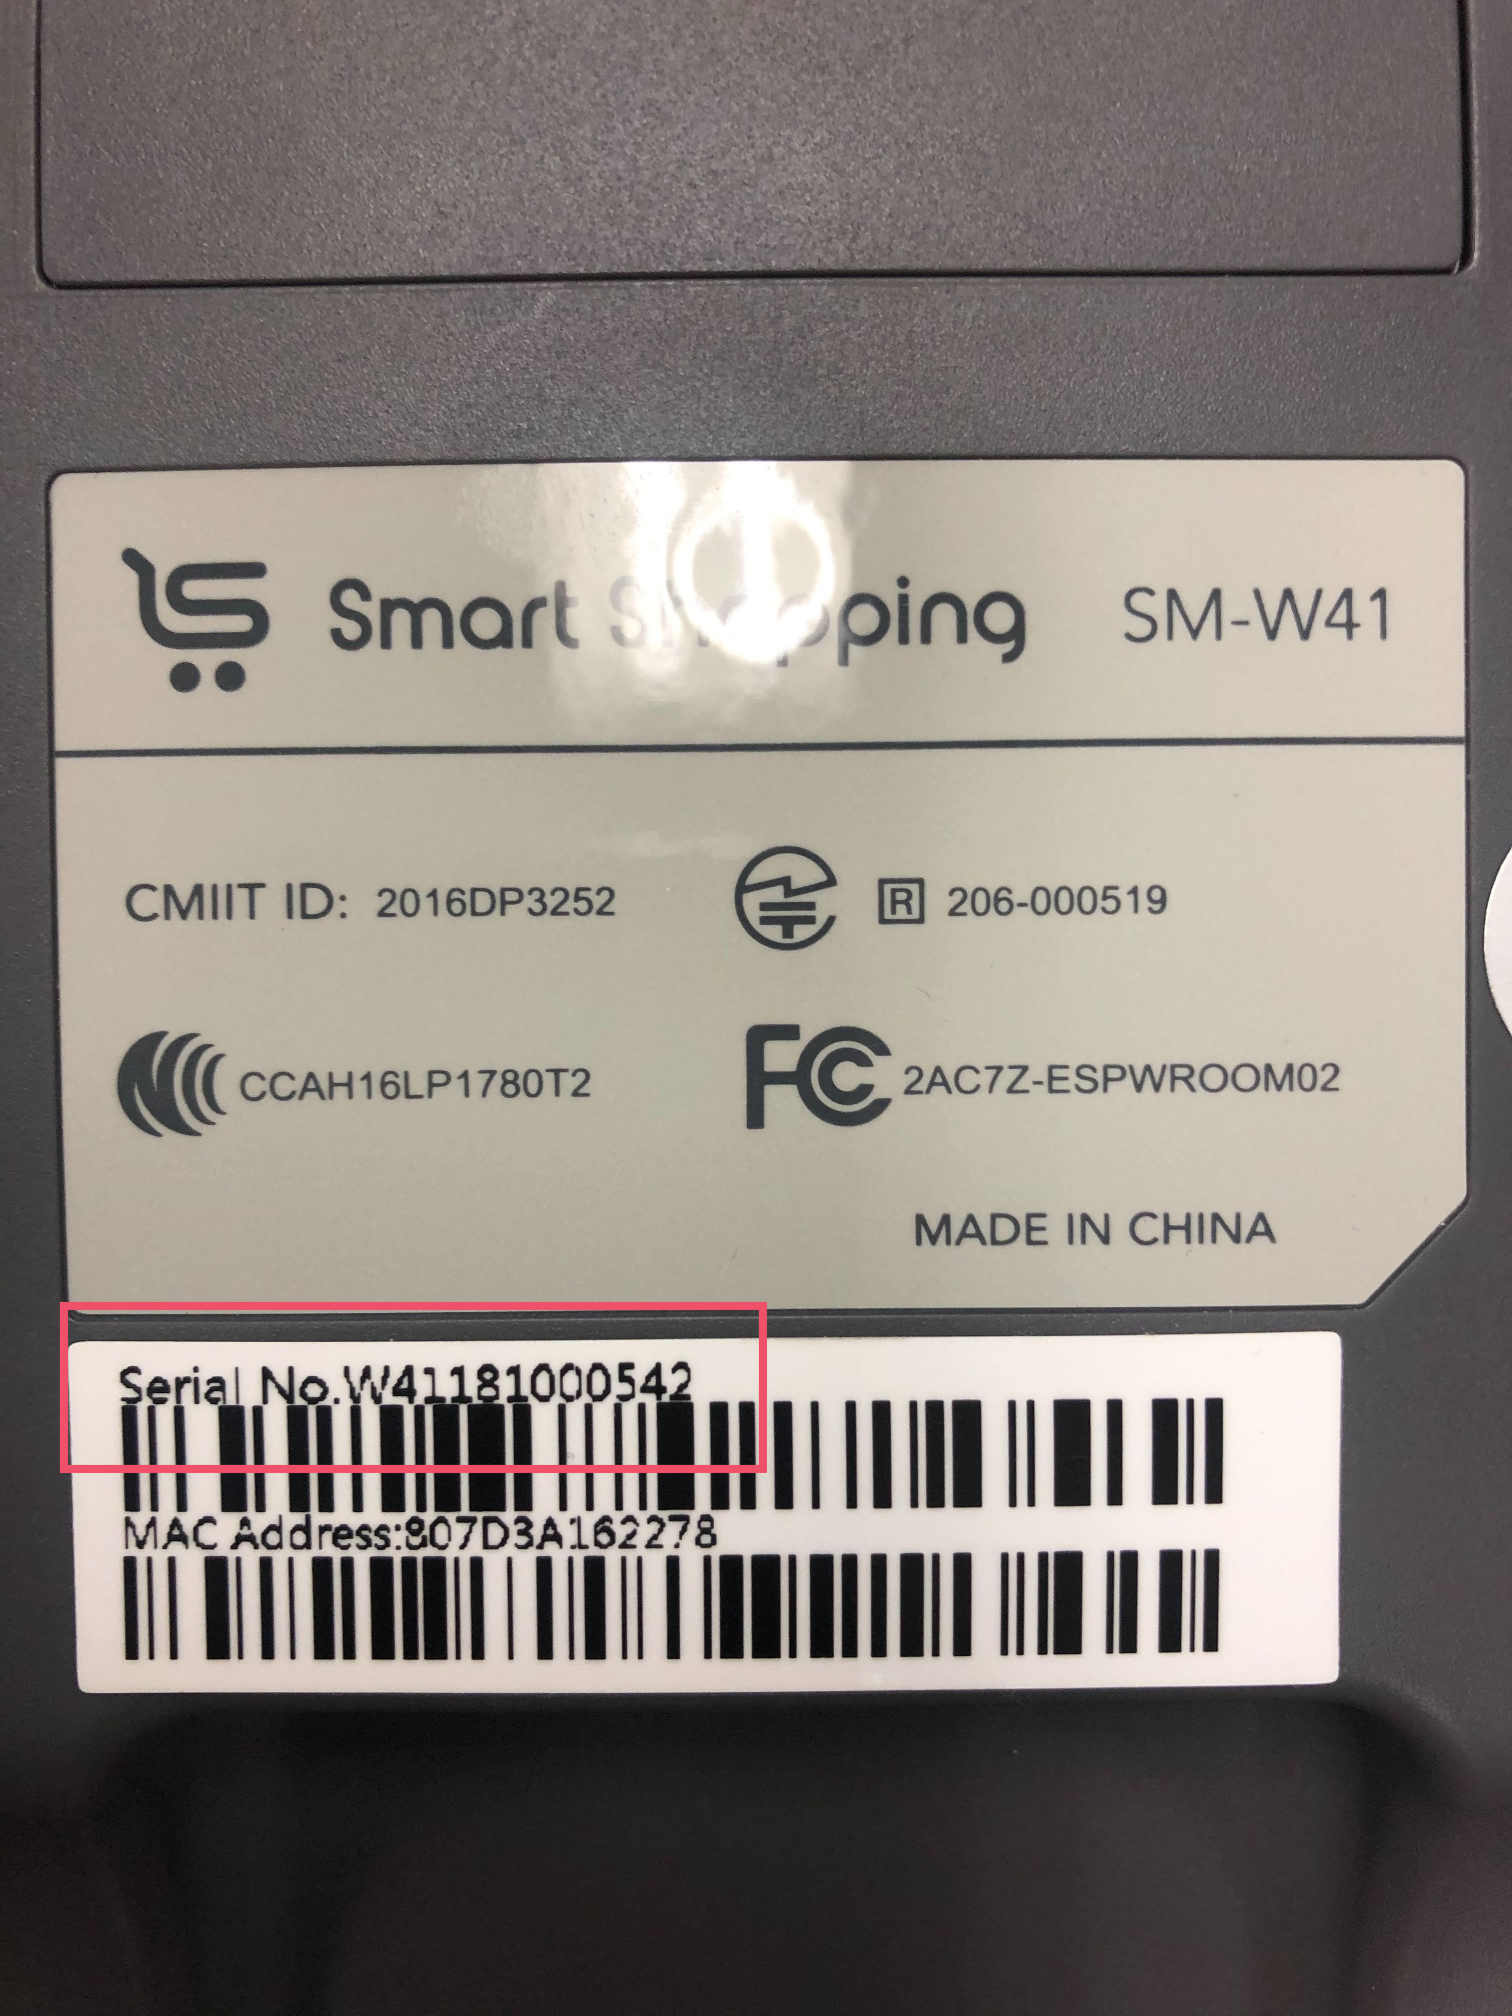 Smart Shopping SM-W41
CMIIT ID: 2016DP3252
R 206-000519
CCAH16LP1780T2
FC 2AC7Z-ESPWROOM02
MADE IN CHINA
Serial No.W41181000542
MAC Address:807D3A162278